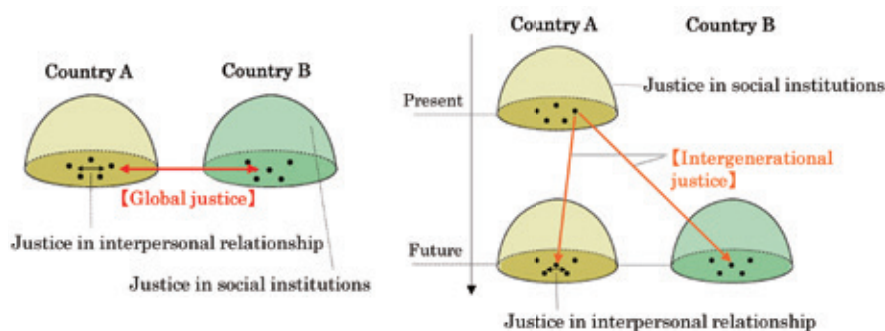 Country A
Country B
【Global justice】
Justice in interpersonal relationship
Justice in social institutions
Country A
Country B
Justice in social institutions
Present
【Intergenerational
justice】
Future
Justice in interpersonal relationship